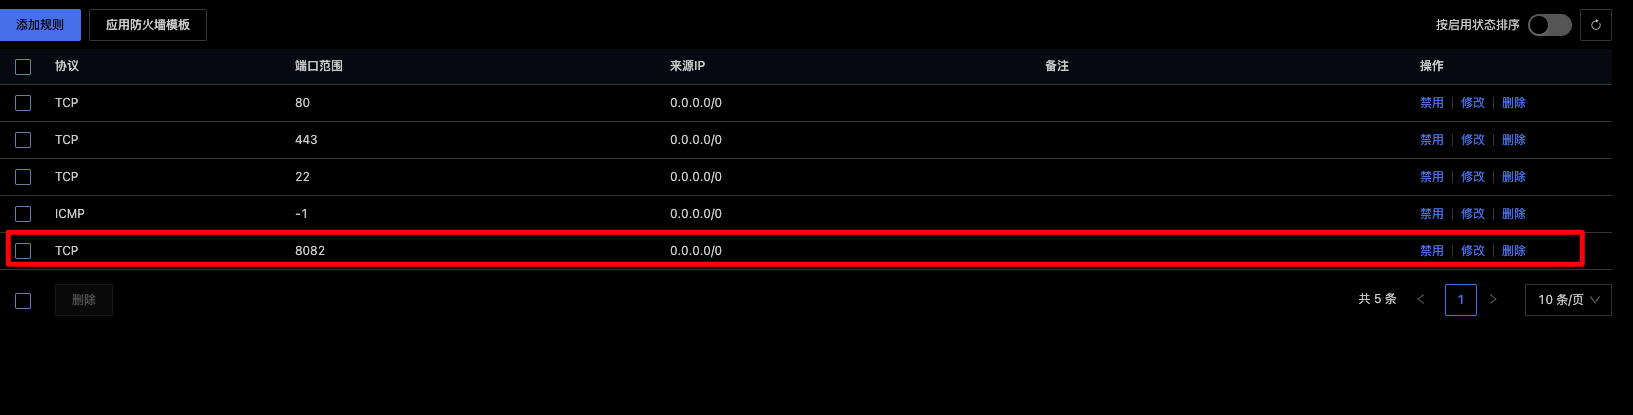 添加规则 应用防火墙模板 按启用状态排序
协议 端口范围 来源IP 备注 操作
TCP 80 0.0.0.0/0 禁用 修改 删除
TCP 443 0.0.0.0/0 禁用 修改 删除
TCP 22 0.0.0.0/0 禁用 修改 删除
ICMP -1 0.0.0.0/0 禁用 修改 删除
TCP 8082 0.0.0.0/0 禁用 修改 删除
删除 共 5 条 1 10 条/页